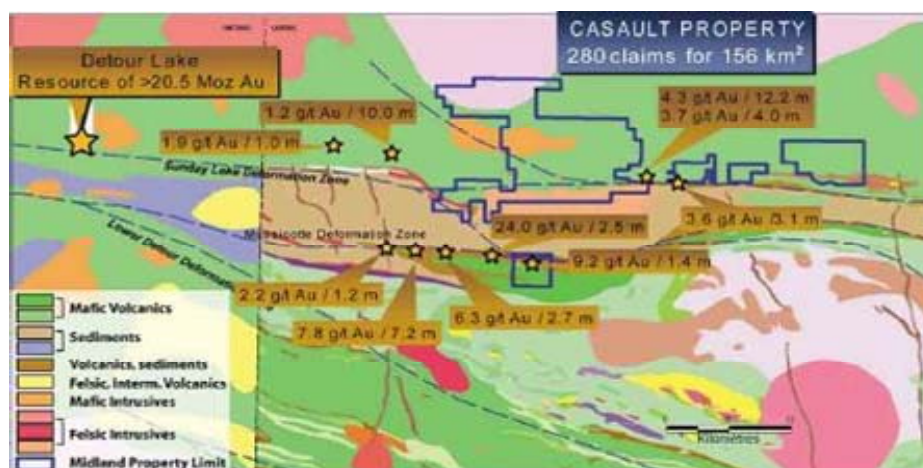 Detour Lake
Resource of >20.5 Moz Au
CASAULT PROPERTY
280 claims for 156 km²
1.2 g/t Au / 10.0 m
4.3 g/t Au / 12.2 m
3.7 g/t Au / 4.0 m
1.9 g/t Au / 1.0 m
Sunday Lake Deformation Zone
3.6 g/t Au /3.1 m
24.0 g/t Au / 2.5 m
Deformation Zone
9.2 g/t Au / 1.4 m
Lower Deformation
2.2 g/t Au / 1.2 m
6.3 g/t Au / 2.7 m
7.8 g/t Au / 7.2 m
Mafic Volcanics
Sediments
Volcanics, sediments
Felsic, Interm. Volcanics
Mafic Intrusives
Felsic Intrusives
Midland Property Limit
Kilometres